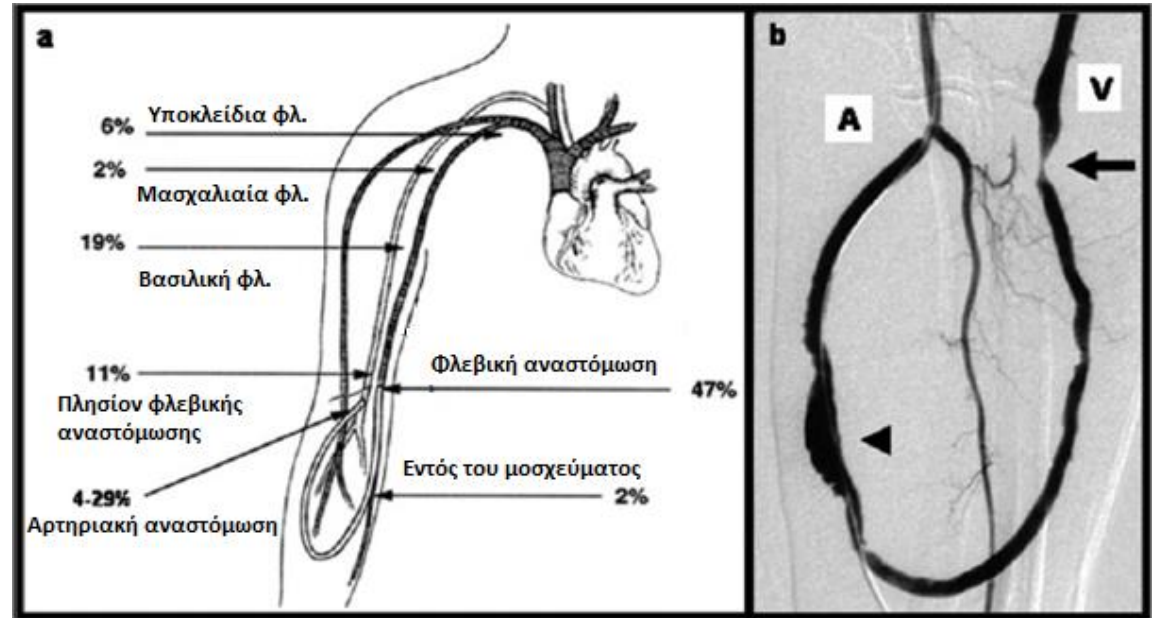 a
Υποκλείδια φλ.
6%
2%
Μασχαλιαία φλ.
19%
Βασιλική φλ.
11%
Πλησίον φλεβικής
αναστόμωσης
4-29%
Αρτηριακή αναστόμωση
Φλεβική αναστόμωση
47%
Εντός του μοσχεύματος
2%
b
A
V